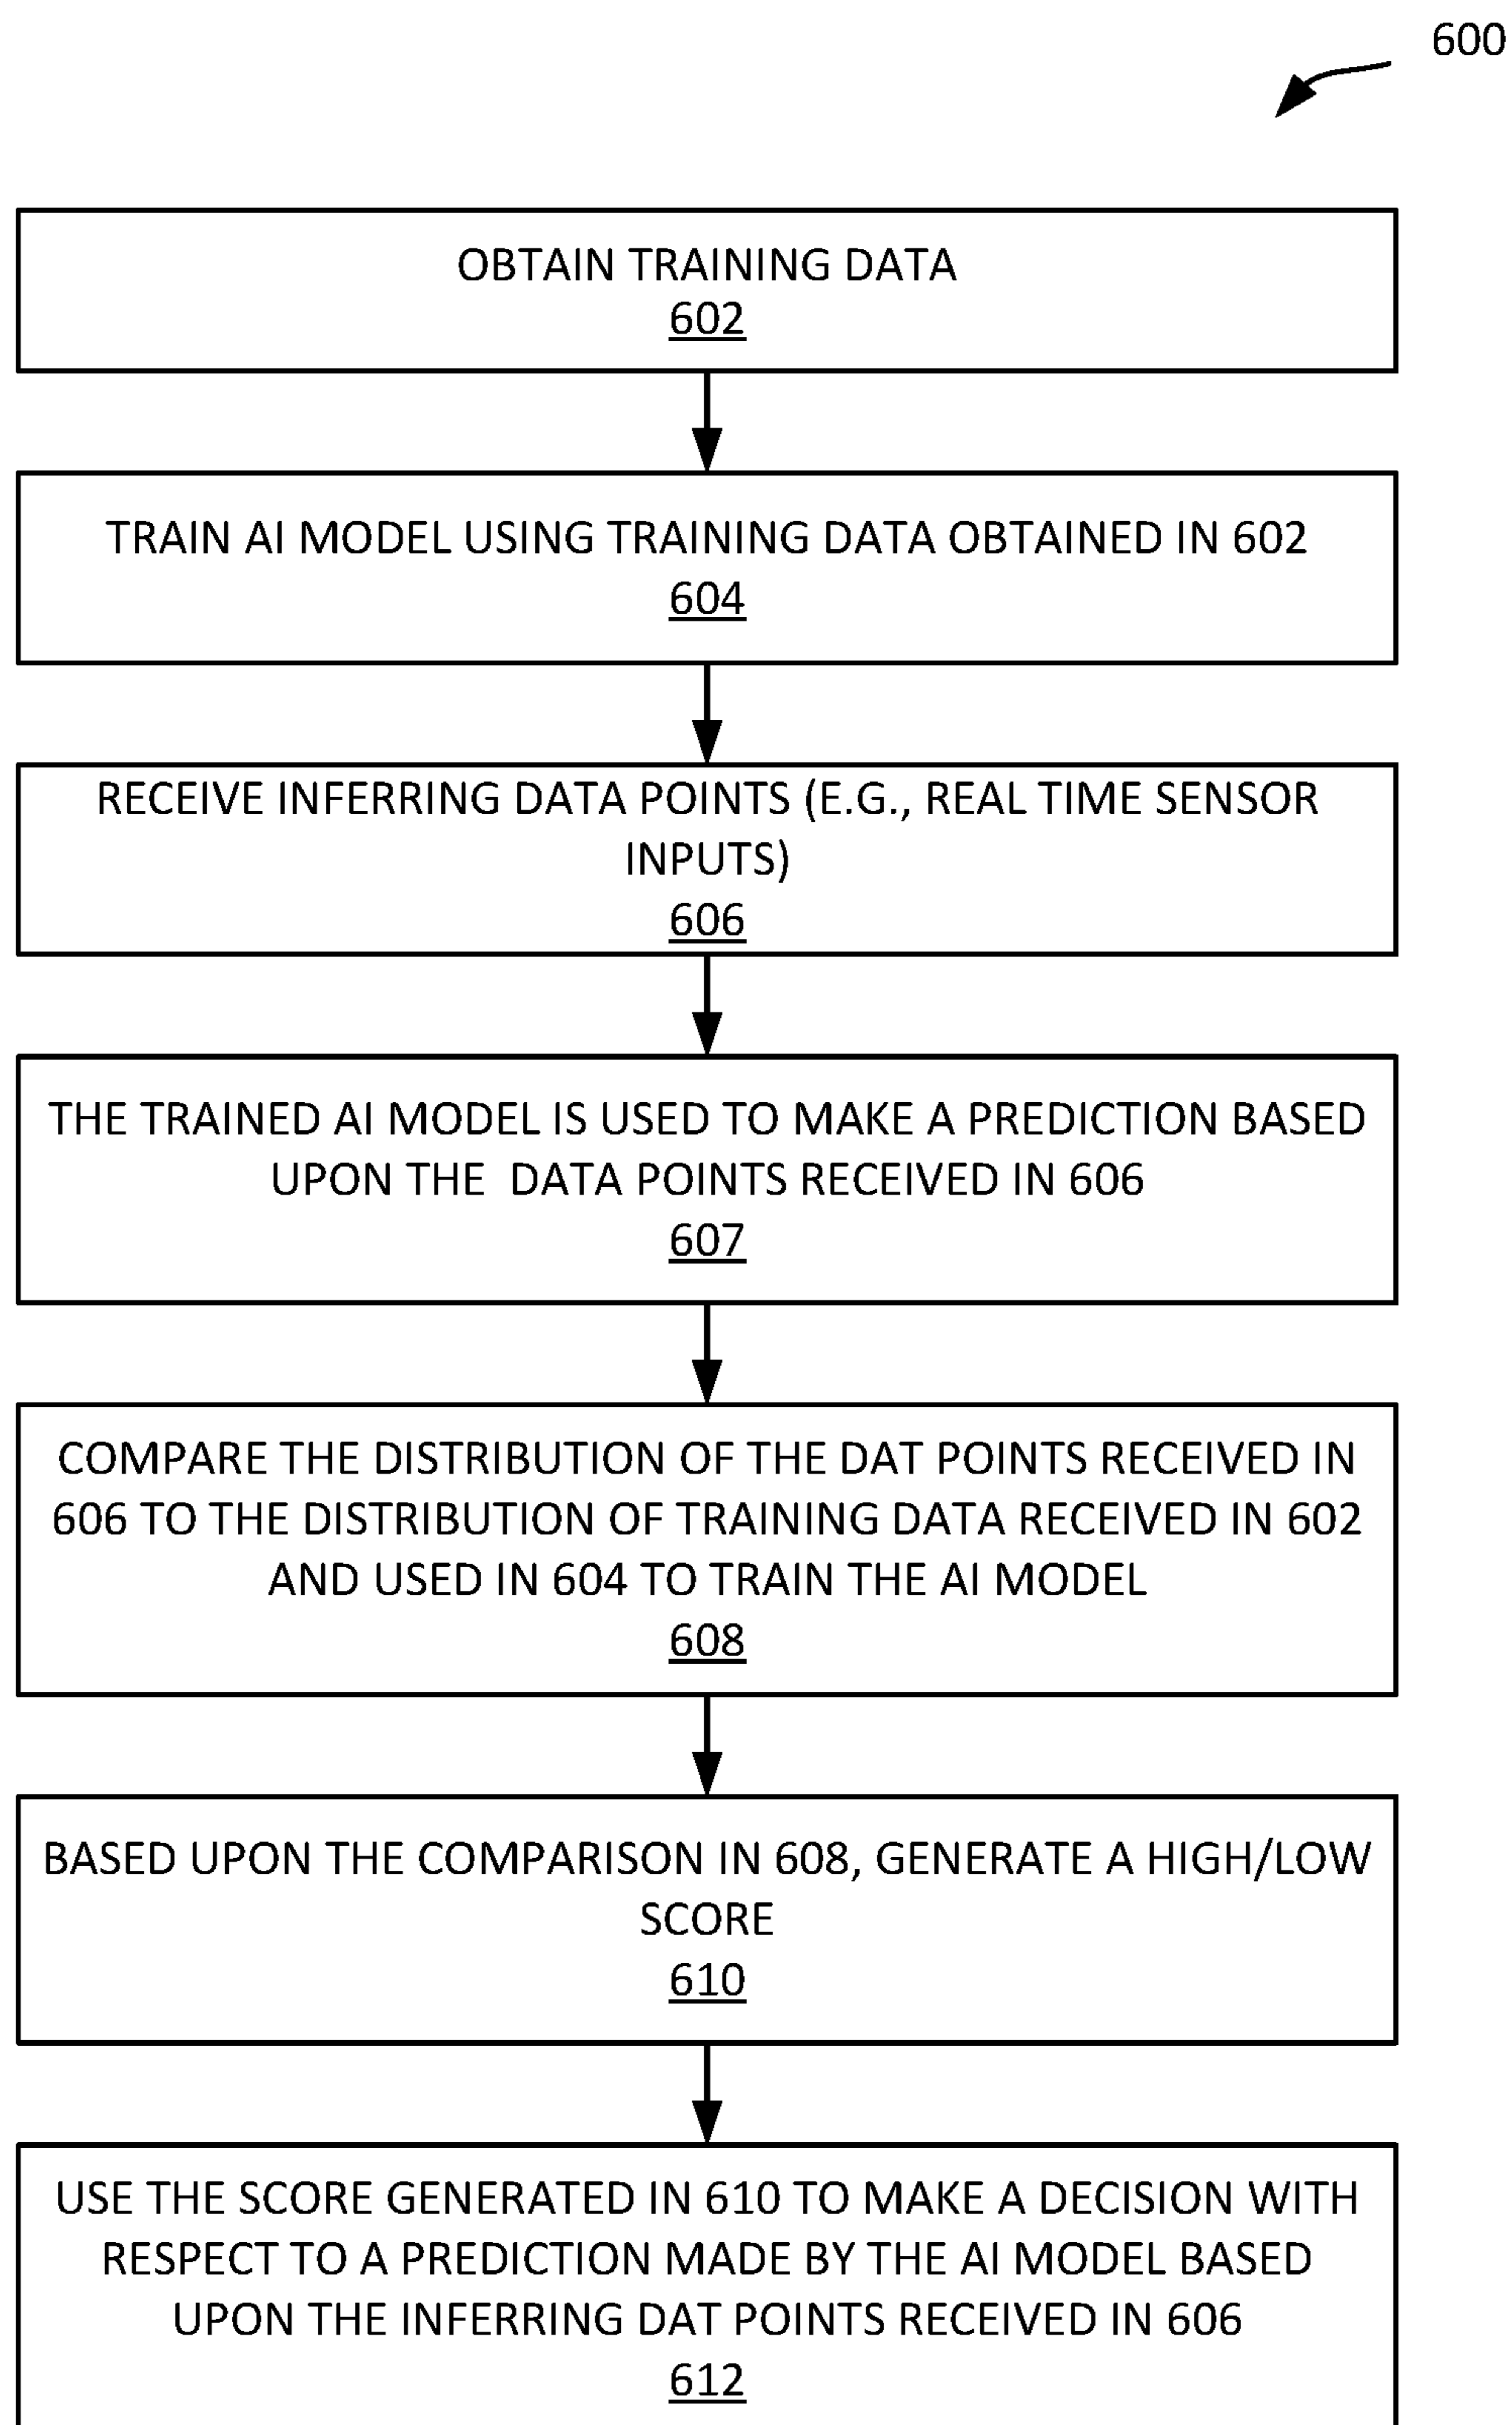 600
OBTAIN TRAINING DATA
602
TRAIN AI MODEL USING TRAINING DATA OBTAINED IN 602
604
RECEIVE INFERRING DATA POINTS (E.G., REAL TIME SENSOR
INPUTS)
606
THE TRAINED AI MODEL IS USED TO MAKE A PREDICTION BASED
UPON THE DATA POINTS RECEIVED IN 606
607
COMPARE THE DISTRIBUTION OF THE DAT POINTS RECEIVED IN
606 TO THE DISTRIBUTION OF TRAINING DATA RECEIVED IN 602
AND USED IN 604 TO TRAIN THE AI MODEL
608
BASED UPON THE COMPARISON IN 608, GENERATE A HIGH/LOW
SCORE
610
USE THE SCORE GENERATED IN 610 TO MAKE A DECISION WITH
RESPECT TO A PREDICTION MADE BY THE AI MODEL BASED
UPON THE INFERRING DAT POINTS RECEIVED IN 606
612